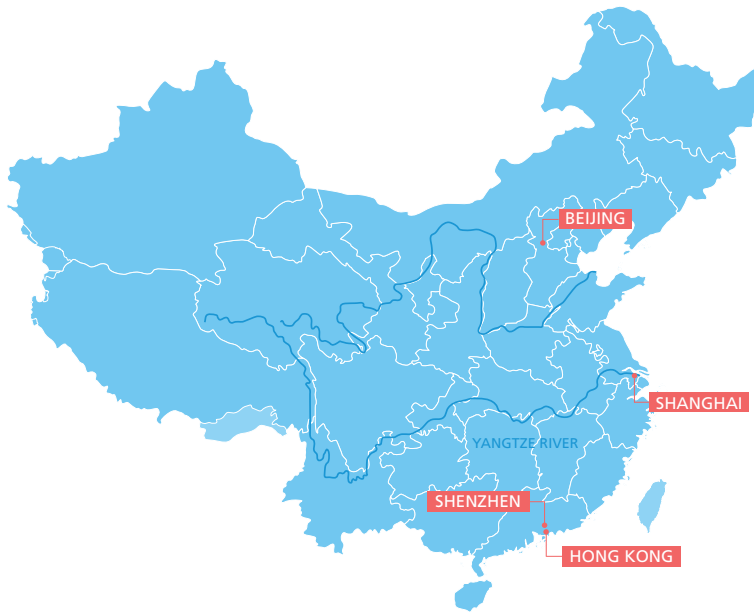 BEIJING
SHANGHAI
YANGTZE RIVER
SHENZHEN
HONG KONG